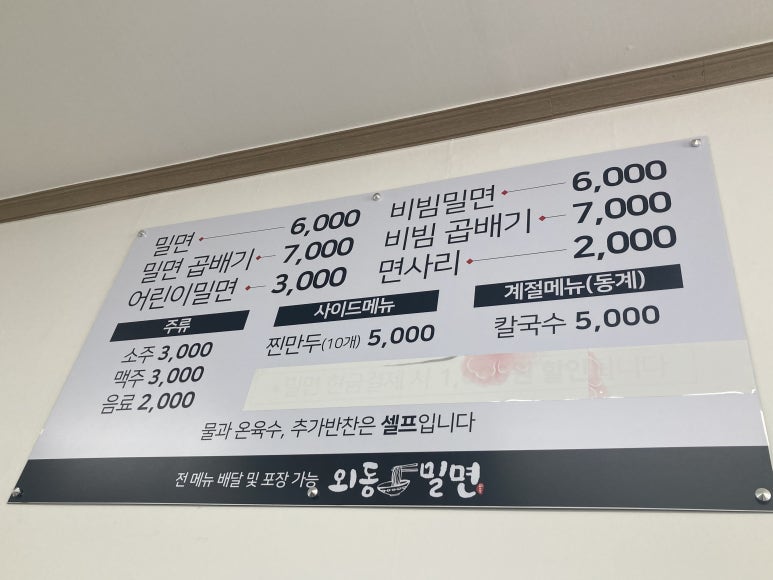 밀면 6,000
밀면 곱배기 7,000
어린이밀면 3,000
비빔밀면 6,000
비빔 곱배기 7,000
면사리 2,000
주류
소주 3,000
맥주 3,000
음료 2,000
사이드메뉴
찐만두(10개) 5,000
계절메뉴(동계)
칼국수 5,000
물과 온육수, 추가반찬은 셀프입니다
전 메뉴 배달 및 포장 가능 외동 밀면